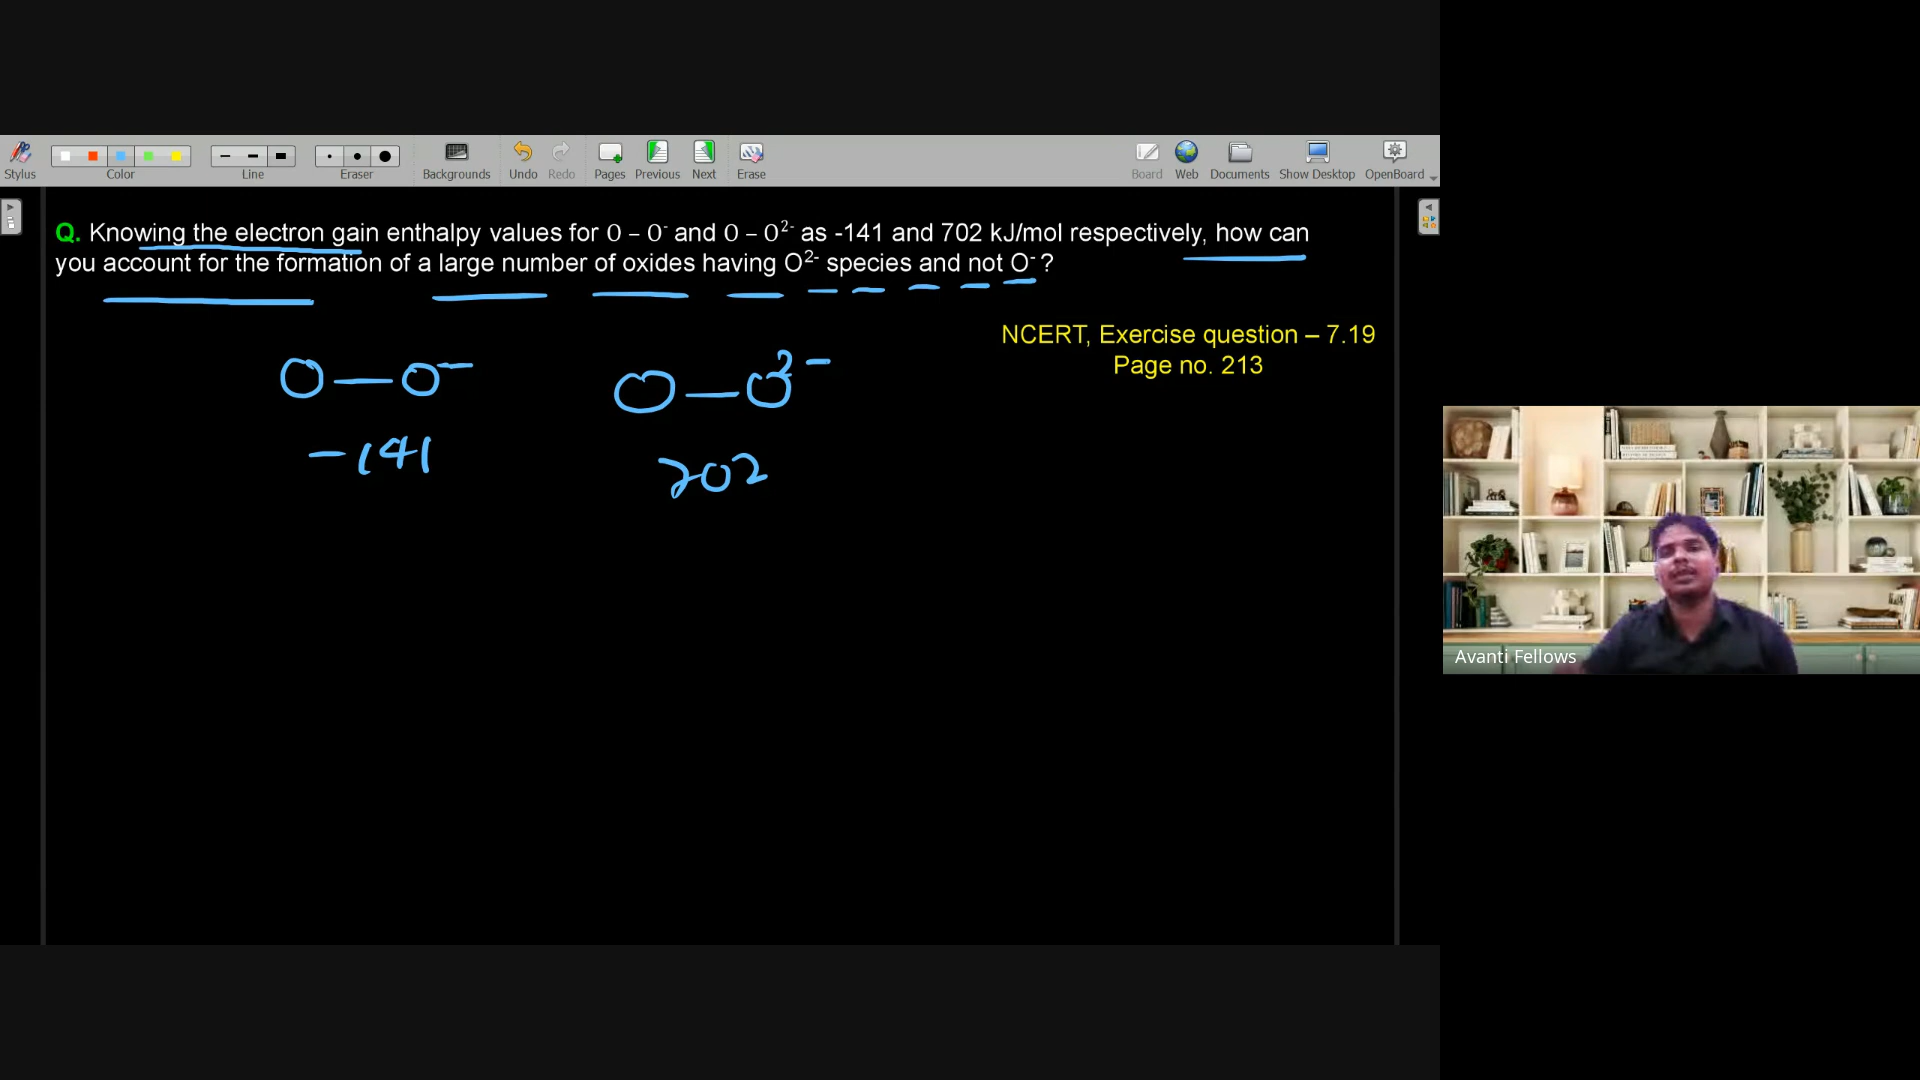 Stylus Color Line Eraser Backgrounds Undo Redo Pages Previous Next Erase Board Web Documents Show Desktop OpenBoard
Q. Knowing the electron gain enthalpy values for O – O⁻ and O – O²⁻ as -141 and 702 kJ/mol respectively, how can
you account for the formation of a large number of oxides having O²⁻ species and not O⁻ ?
NCERT, Exercise question – 7.19
Page no. 213
O — O⁻
O — O²⁻
-141
702
Avanti Fellows